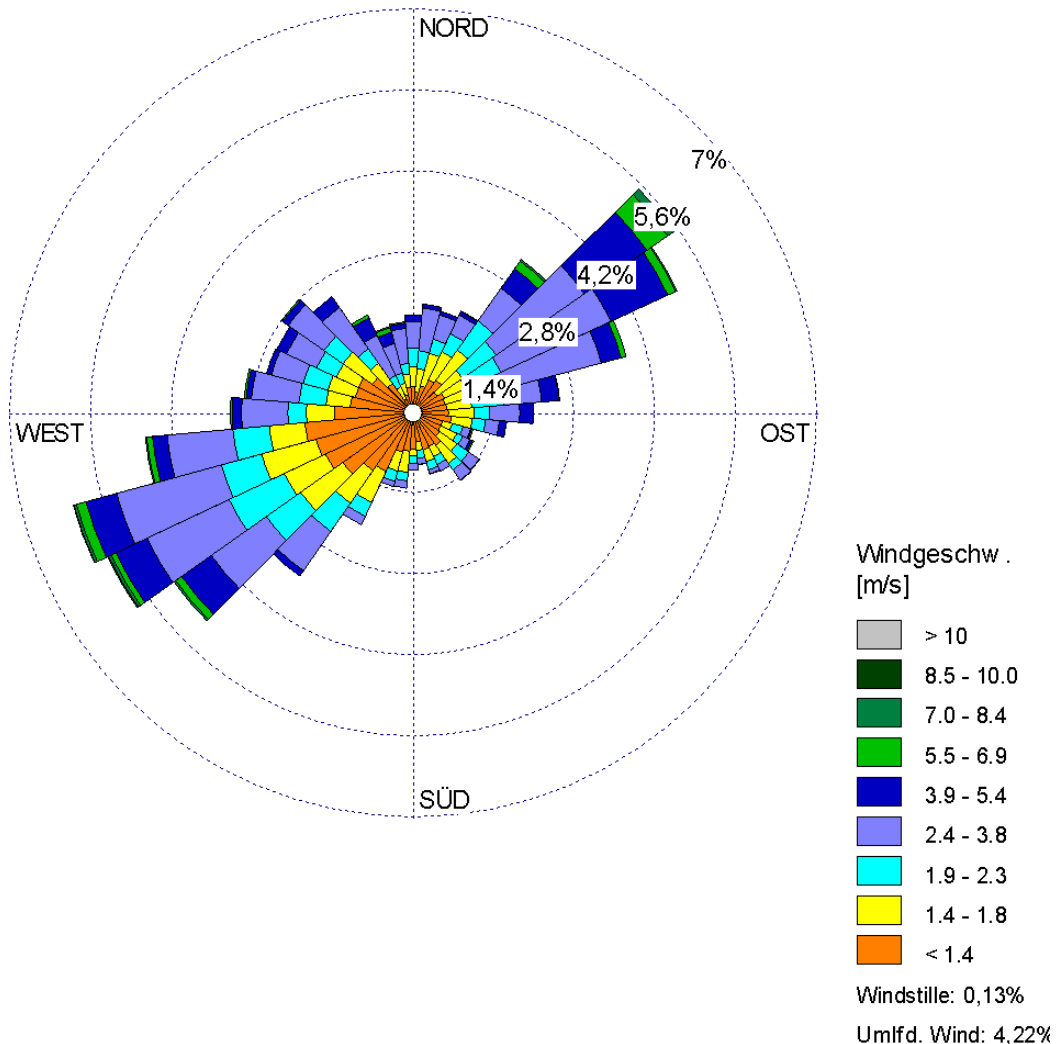 NORD
7%
5,6%
4,2%
2,8%
1,4%
WEST
OST
SÜD
Windgeschw .
[m/s]
> 10
8.5 - 10.0
7.0 - 8.4
5.5 - 6.9
3.9 - 5.4
2.4 - 3.8
1.9 - 2.3
1.4 - 1.8
< 1.4
Windstille: 0,13%
Umlfd. Wind: 4,22%